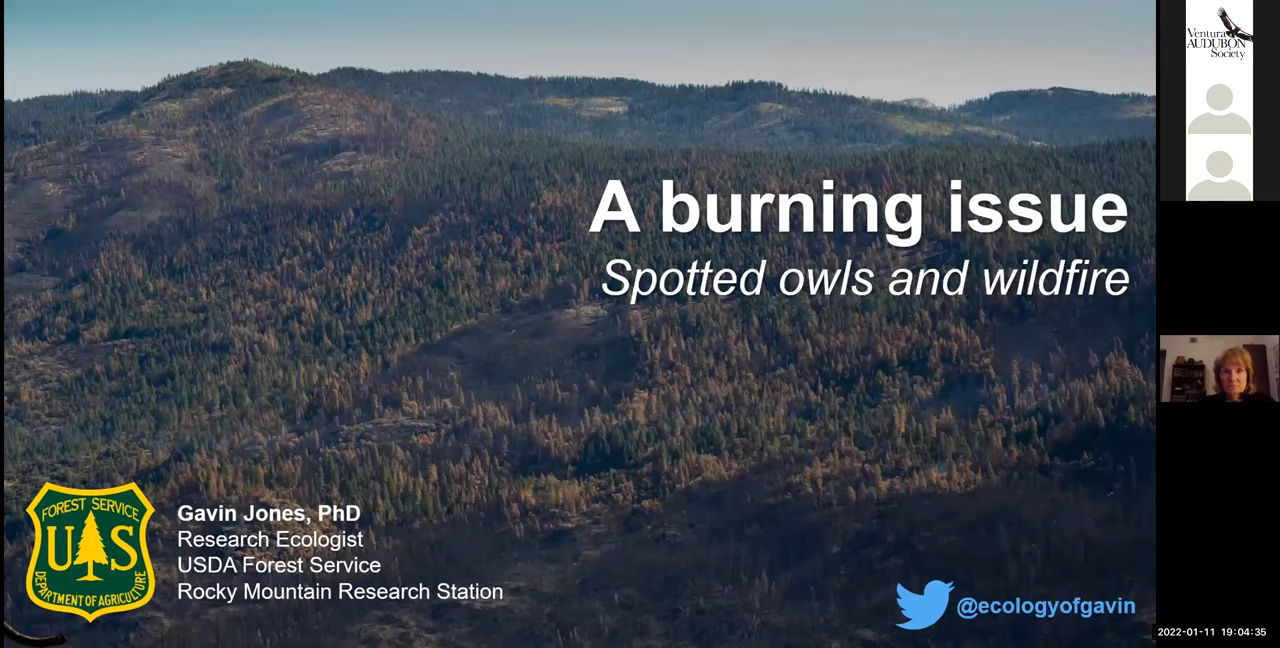 A burning issue
Spotted owls and wildfire
FOREST SERVICE
U S
DEPARTMENT OF AGRICULTURE
Gavin Jones, PhD
Research Ecologist
USDA Forest Service
Rocky Mountain Research Station
@ecologyofgavin
Ventura
AUDUBON
Society
2022-01-11 19:04:35